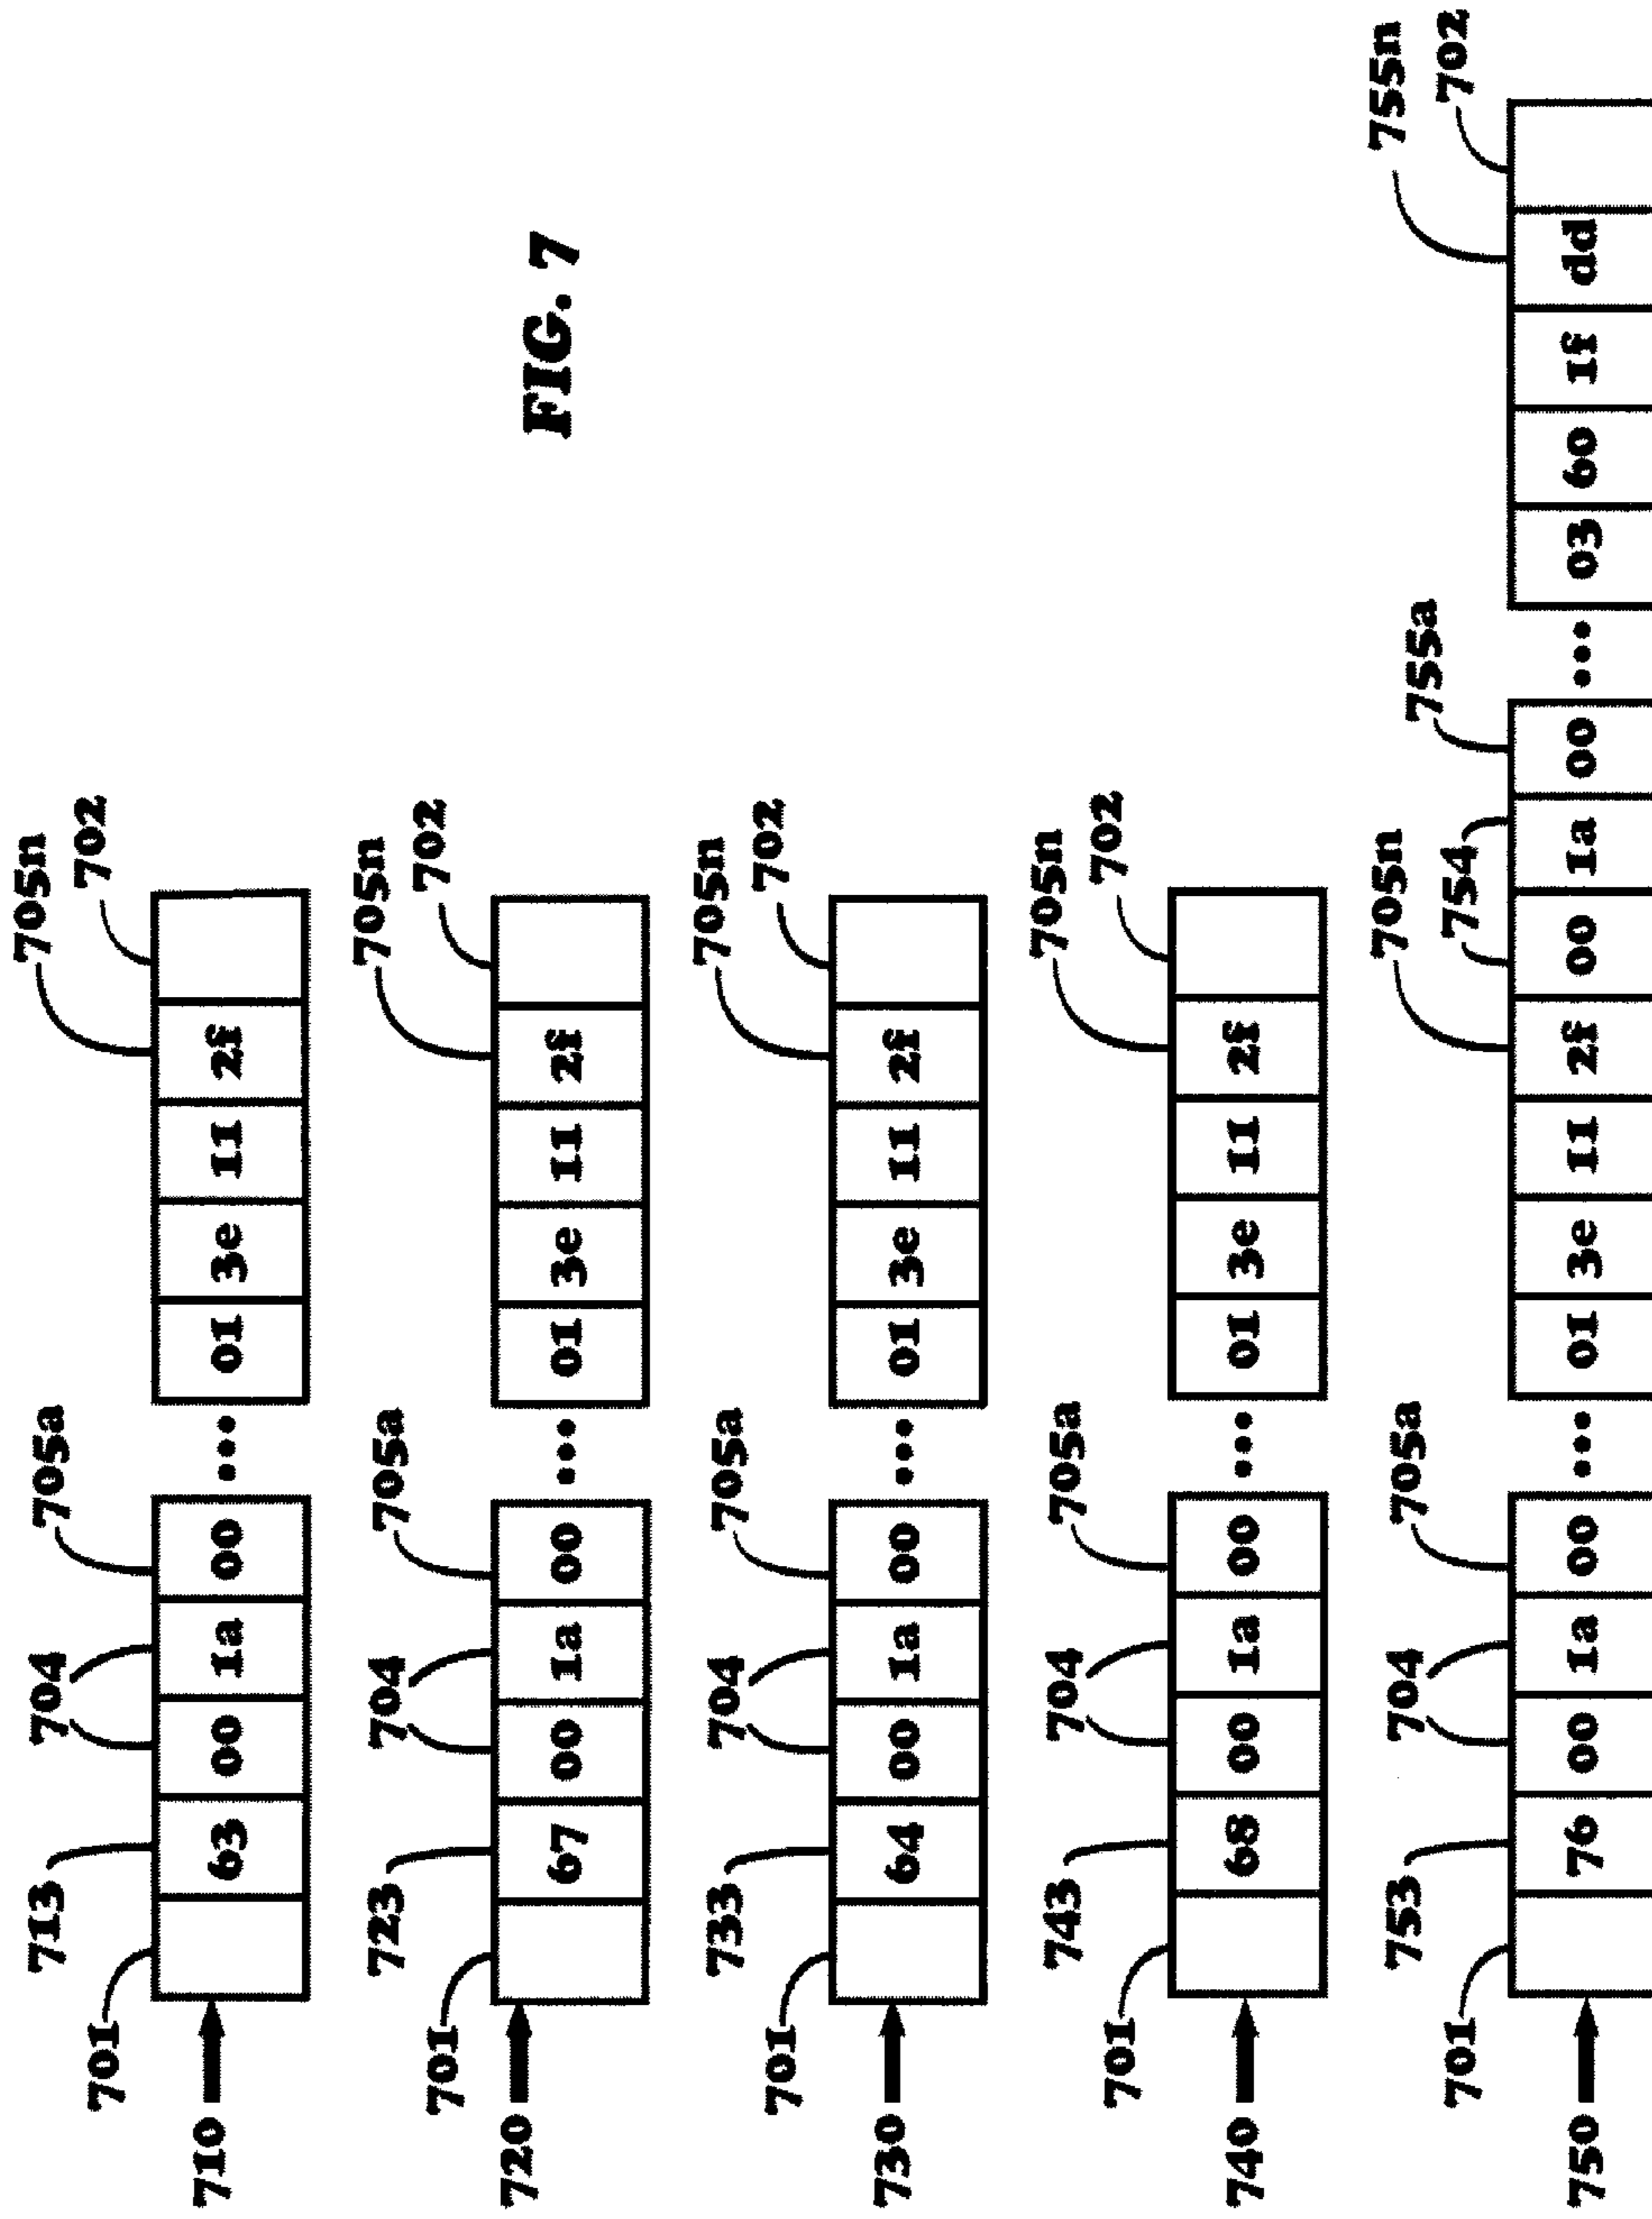 705n
702
713 704 705a
701
710 63 00 1a 00 ... 01 3e 11 2f
705n
702
723 704 705a
701
720 67 00 1a 00 ... 01 3e 11 2f
FIG. 7
705n
702
733 704 705a
701
730 64 00 1a 00 ... 01 3e 11 2f
705n
702
743 704 705a
701
740 68 00 1a 00 ... 01 3e 11 2f
705n 755n
753 704 705a 754 755a 702
701
750 76 00 1a 00 ... 01 3e 11 2f 00 1a 00 ... 03 60 1f dd